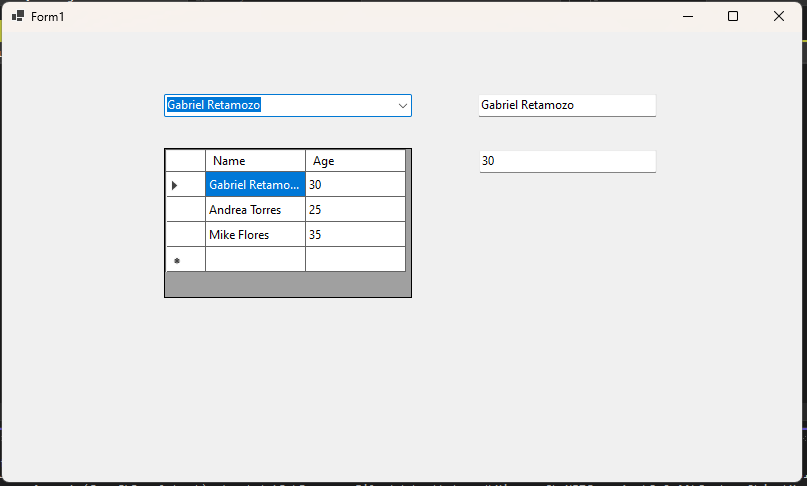 Form1
Gabriel Retamozo
Gabriel Retamozo
Name Age
Gabriel Retamo... 30
30
Andrea Torres 25
Mike Flores 35